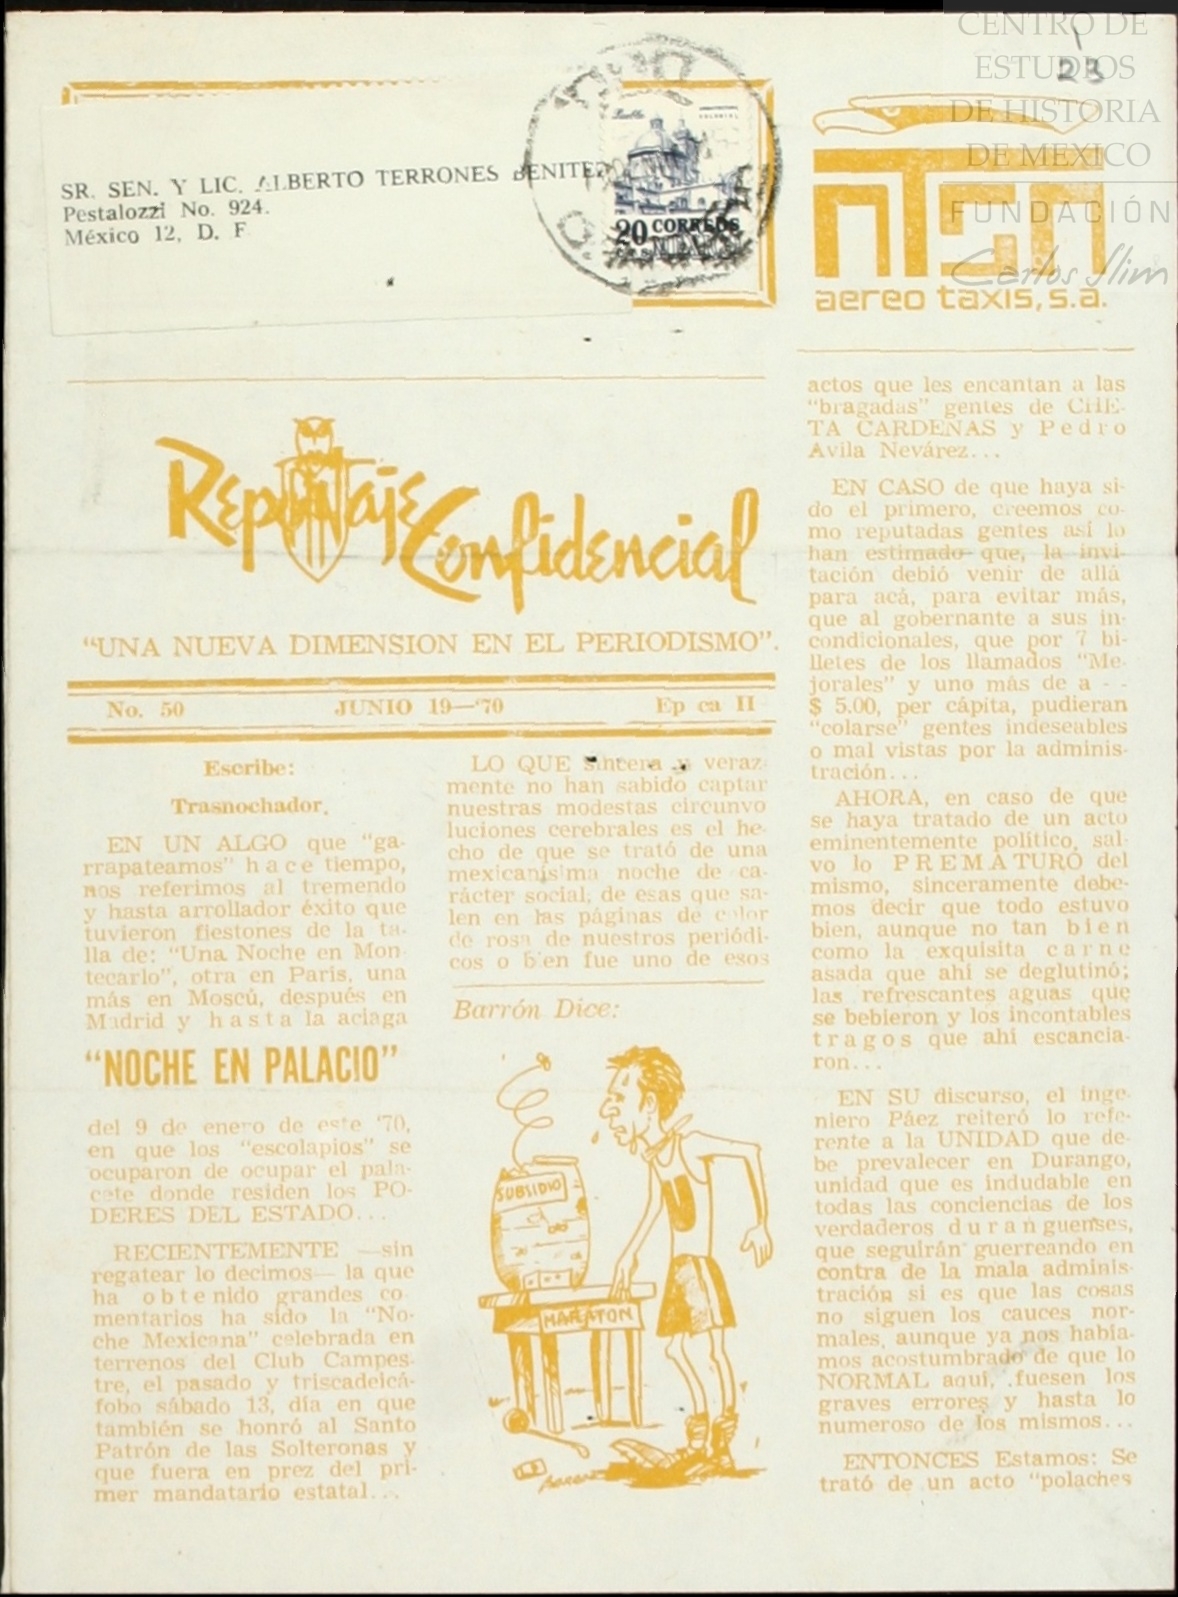 CENTRO DE
ESTUDIOS
DE HISTORIA
DE MEXICO
FUNDACIÓN
Carlos Slim
23
SR. SEN. Y LIC. ALBERTO TERRONES BENITEZ
Pestalozzi No. 924.
México 12, D. F
Puebla
COLONIAL
20 CORREOS
MEXICO
NTSN
aereo taxis, s.a.
Reportaje
Confidencial
"UNA NUEVA DIMENSION EN EL PERIODISMO".
No. 50 JUNIO 19—'70 Ep ca II
Escribe:
Trasnochador.
EN UN ALGO que "ga-
rrapateamos" hace tiempo,
nos referimos al tremendo
y hasta arrollador éxito que
tuvieron fiestones de la ta-
lla de: "Una Noche en Mon-
tecarlo", otra en París, una
más en Moscú, después en
Madrid y hasta la aciaga
"NOCHE EN PALACIO"
del 9 de enero de este '70,
en que los "escolapios" se
ocuparon de ocupar el pala-
cete donde residen los PO-
DERES DEL ESTADO...
RECIENTEMENTE —sin
regatear lo decimos— la que
ha obtenido grandes co-
mentarios ha sido la "No-
che Mexicana" celebrada en
terrenos del Club Campes-
tre, el pasado y triscadeicá-
fobo sábado 13, día en que
también se honró al Santo
Patrón de las Solteronas y
que fuera en prez del pri-
mer mandatario estatal...
LO QUE sincera y veraz-
mente no han sabido captar
nuestras modestas circunvo
luciones cerebrales es el he-
cho de que se trató de una
mexicanísima noche de ca-
rácter social; de esas que sa-
len en las páginas de color
de rosa de nuestros periódi-
cos o bien fue uno de esos
Barrón Dice:
SUBSIDIO
MARATON
U
actos que les encantan a las
"bragadas" gentes de CHE-
TA CARDENAS y Pedro
Avila Nevárez...
EN CASO de que haya si-
do el primero, creemos co-
mo reputadas gentes así lo
han estimado que, la invi-
tación debió venir de allá
para acá, para evitar más,
que al gobernante a sus in-
condicionales, que por 7 bi-
lletes de los llamados "Me-
jorales" y uno más de a - -
$ 5.00, per cápita, pudieran
"colarse" gentes indeseables
o mal vistas por la adminis-
tración...
AHORA, en caso de que
se haya tratado de un acto
eminentemente político, sal-
vo lo PREMATURO del
mismo, sinceramente debe-
mos decir que todo estuvo
bien, aunque no tan bien
como la exquisita carne
asada que ahí se deglutinó;
las refrescantes aguas que
se bebieron y los incontables
tragos que ahí escancia-
ron...
EN SU discurso, el inge-
niero Páez reiteró lo refe-
rente a la UNIDAD que de-
be prevalecer en Durango,
unidad que es indudable en
todas las conciencias de los
verdaderos duranguenses,
que seguirán guerreando en
contra de la mala adminis-
tración si es que las cosas
no siguen los cauces nor-
males, aunque ya nos había-
mos acostumbrado de que lo
NORMAL aquí, fuesen los
graves errores y hasta lo
numeroso de los mismos...
ENTONCES Estamos: Se
trató de un acto "polaches